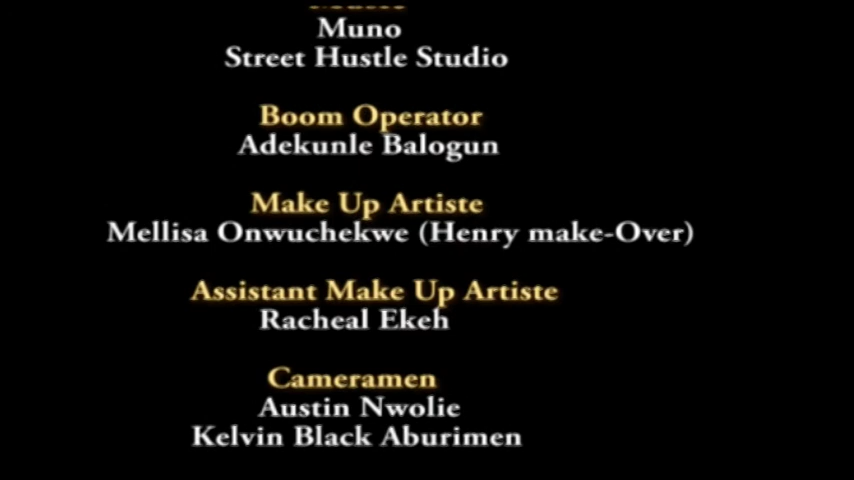 Muno
Street Hustle Studio
Boom Operator
Adekunle Balogun
Make Up Artiste
Mellisa Onwuchekwe (Henry make-Over)
Assistant Make Up Artiste
Racheal Ekeh
Cameramen
Austin Nwolie
Kelvin Black Aburimen